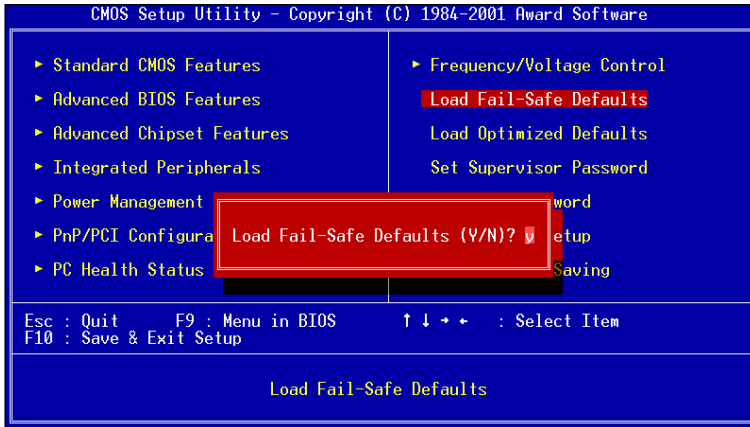 CMOS Setup Utility - Copyright (C) 1984-2001 Award Software
▶ Standard CMOS Features
▶ Advanced BIOS Features
▶ Advanced Chipset Features
▶ Integrated Peripherals
▶ Power Management
▶ PnP/PCI Configura
▶ PC Health Status
▶ Frequency/Voltage Control
Load Fail-Safe Defaults
Load Optimized Defaults
Set Supervisor Password
word
etup
Saving
Load Fail-Safe Defaults (Y/N)? y
Esc : Quit F9 : Menu in BIOS ↑ ↓ → ← : Select Item
F10 : Save & Exit Setup
Load Fail-Safe Defaults